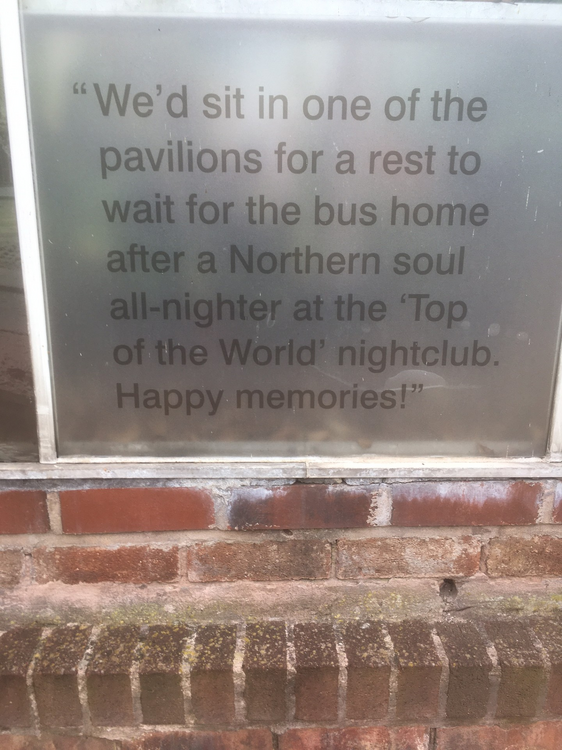 “We’d sit in one of the
pavilions for a rest to
wait for the bus home
after a Northern soul
all-nighter at the ‘Top
of the World’ nightclub.
Happy memories!”